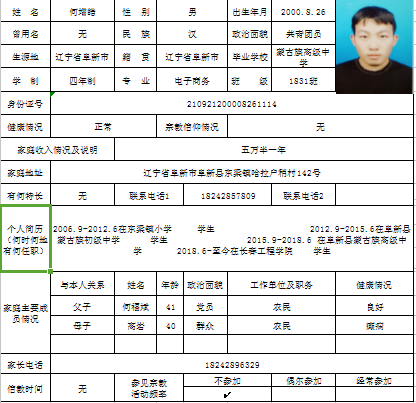 姓 名 何增皓 性 别 男 出生年月 2000.8.26
曾用名 无 民 族 汉 政治面貌 共青团员
生源地 辽宁省阜新市 籍 贯 辽宁省阜新市 毕业学校 蒙古族高级中学
学 制 四年制 专 业 电子商务 班 级 1831班
身份证号 210921200008261114
健康情况 正常 宗教信仰情况 无
家庭收入情况及说明 五万半一年
家庭地址 辽宁省阜新市阜新县东梁镇哈拉户稍村142号
有何特长 无 联系电话1 18242857809 联系电话2
个人简历(何时何地有何任职) 2006.9-2012.6在东梁镇小学 学生 2012.9-2015.6在阜新县
蒙古族初级中学 学生 2015.9-2018.6 在阜新县蒙古族高级中
学 学生 2018.6-至今在长春工程学院 学生
家庭主要成员情况 与本人关系 姓名 年龄 政治面貌 工作单位及职务 健康情况
父子 何福斌 41 党员 农民 良好
母子 高岩 40 群众 农民 癫痫
家长电话 18242896329
信教时间 无 参见宗教活动频率 不参加 偶尔参加 经常参加
✓